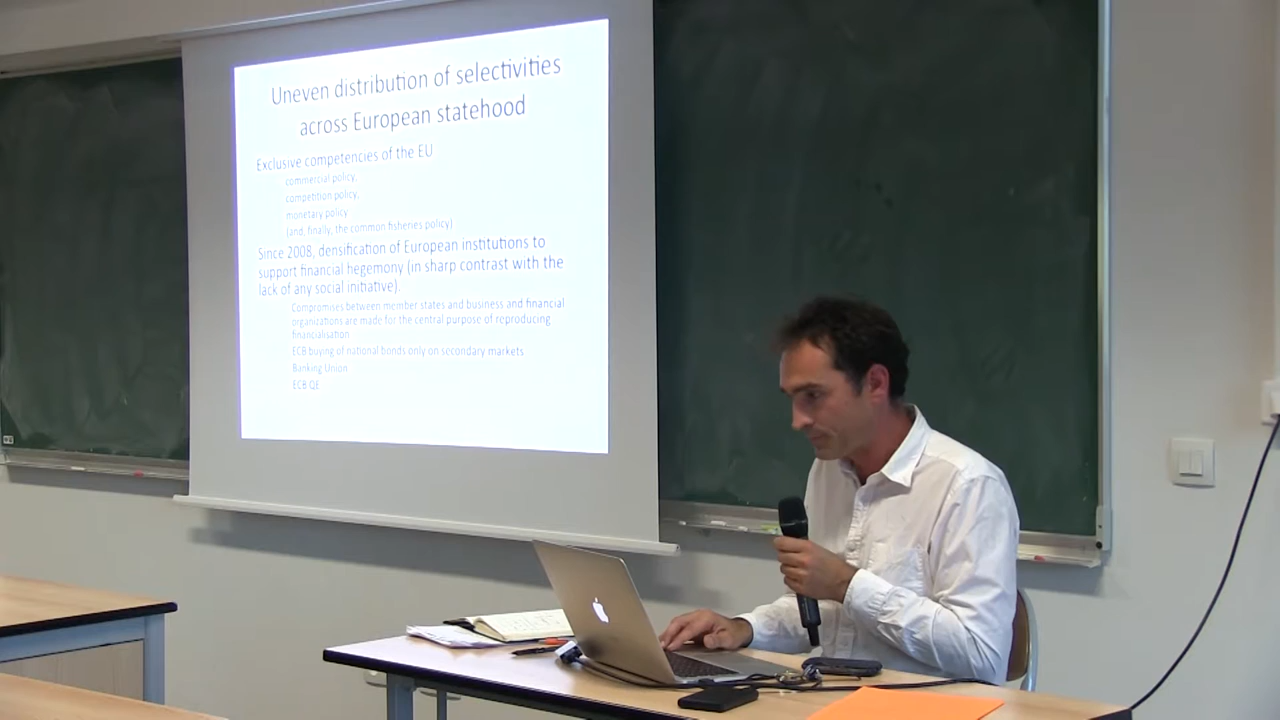 Uneven distribution of selectivities
across European statehood
Exclusive competencies of the EU
commercial policy,
competition policy,
monetary policy
(and, finally, the common fisheries policy)
Since 2008, densification of European institutions to
support financial hegemony (in sharp contrast with the
lack of any social initiative).
Compromises between member states and business and financial
organizations are made for the central purpose of reproducing
financialisation
ECB buying of national bonds only on secondary markets
Banking Union
ECB QE